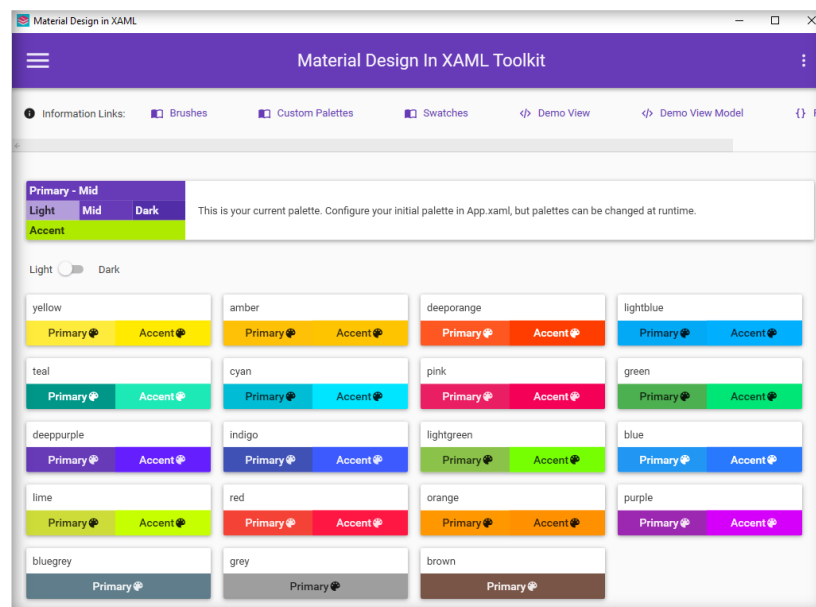 Material Design in XAML
Material Design In XAML Toolkit
Information Links: Brushes Custom Palettes Swatches Demo View Demo View Model
Primary - Mid
Light Mid Dark
Accent
This is your current palette. Configure your initial palette in App.xaml, but palettes can be changed at runtime.
Light Dark
yellow amber deeporange lightblue
Primary Accent Primary Accent Primary Accent Primary Accent
teal cyan pink green
Primary Accent Primary Accent Primary Accent Primary Accent
deeppurple indigo lightgreen blue
Primary Accent Primary Accent Primary Accent Primary Accent
lime red orange purple
Primary Accent Primary Accent Primary Accent Primary Accent
bluegrey grey brown
Primary Primary Primary